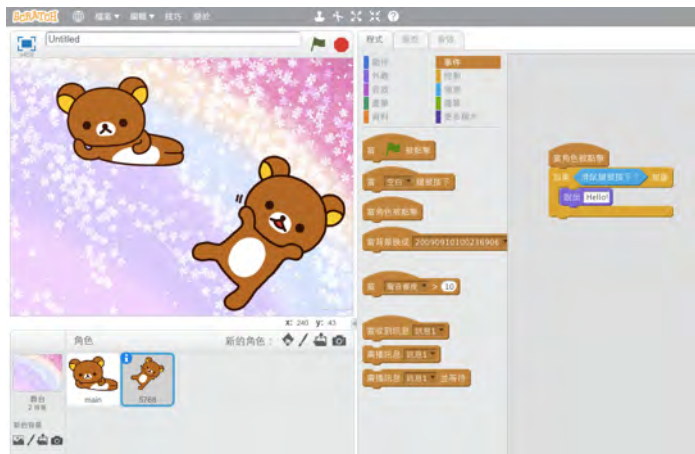 SCRATCH 檔案▼ 編輯▼ 技巧 關於
Untitled
程式 造型 音效
動作 事件
外觀 控制
音效 偵測
畫筆 運算
資料 更多積木
當 被點擊
當 空白 鍵被按下
當角色被點擊
當背景換成 20090910100236906
當 聲音響度 > 10
當收到訊息 訊息1
廣播訊息 訊息1
廣播訊息 訊息1 並等待
當角色被點擊
如果 滑鼠鍵被按下? 那麼
說出 Hello!
x: 240 y: 43
角色 新的角色:
舞台
2 背景
main
5768
新的背景